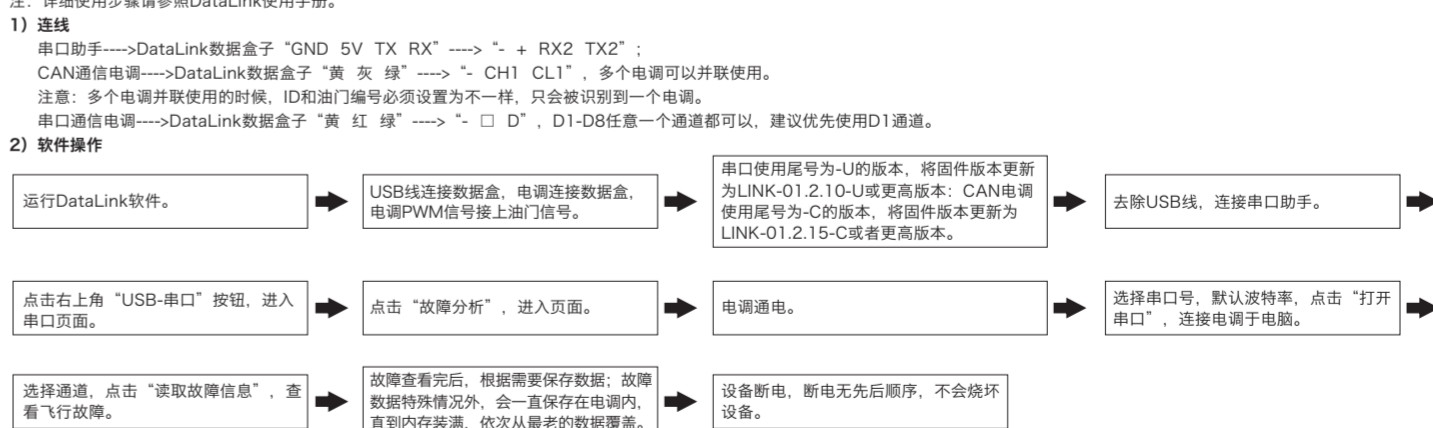 注：详细使用步骤请参照DataLink使用手册。
1）连线
串口助手---->DataLink数据盒子“GND 5V TX RX”---->“- + RX2 TX2”;
CAN通信电调---->DataLink数据盒子“黄 灰 绿”---->“- CH1 CL1”，多个电调可以并联使用。
注意：多个电调并联使用的时候，ID和油门编号必须设置为不一样，只会被识别到一个电调。
串口通信电调---->DataLink数据盒子“黄 红 绿”---->“- □ D”，D1-D8任意一个通道都可以，建议优先使用D1通道。
2）软件操作
运行DataLink软件。
USB线连接数据盒，电调连接数据盒，
电调PWM信号接上油门信号。
串口使用尾号为-U的版本，将固件版本更新
为LINK-01.2.10-U或更高版本：CAN电调
使用尾号为-C的版本，将固件版本更新为
LINK-01.2.15-C或者更高版本。
去除USB线，连接串口助手。
点击右上角“USB-串口”按钮，进入
串口页面。
点击“故障分析”，进入页面。
电调通电。
选择串口号，默认波特率，点击“打开
串口”，连接电调于电脑。
选择通道，点击“读取故障信息”，查
看飞行故障。
故障查看完后，根据需要保存数据；故障
数据特殊情况外，会一直保存在电调内，
直到内存装满，依次从最老的数据覆盖。
设备断电，断电无先后顺序，不会烧坏
设备。